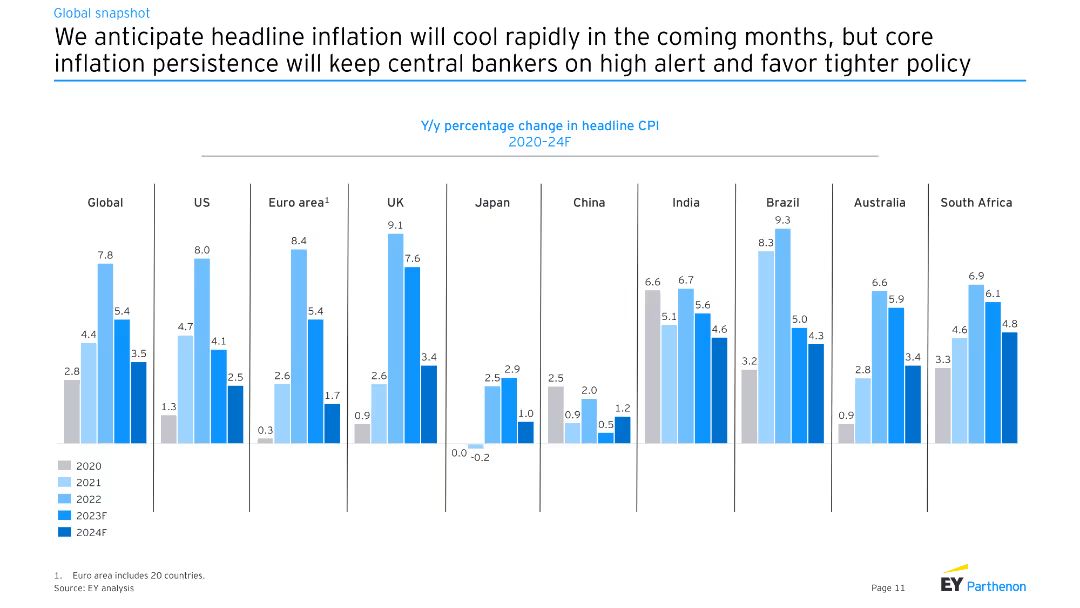 Global snapshot
We anticipate headline inflation will cool rapidly in the coming months, but core
inflation persistence will keep central bankers on high alert and favor tighter policy
Y/y percentage change in headline CPI
2020–24F
Global
2.8
4.4
7.8
5.4
3.5
US
1.3
4.7
8.0
4.1
2.5
Euro area¹
0.3
2.6
8.4
5.4
1.7
UK
0.9
2.6
9.1
7.6
3.4
Japan
0.0
-0.2
2.5
2.9
1.0
China
2.5
0.9
2.0
0.5
1.2
India
6.6
5.1
6.7
5.6
4.6
Brazil
3.2
8.3
9.3
5.0
4.3
Australia
0.9
2.8
6.6
5.9
3.4
South Africa
3.3
4.6
6.9
6.1
4.8
2020
2021
2022
2023F
2024F
1. Euro area includes 20 countries.
Source: EY analysis
Page 11
EY Parthenon